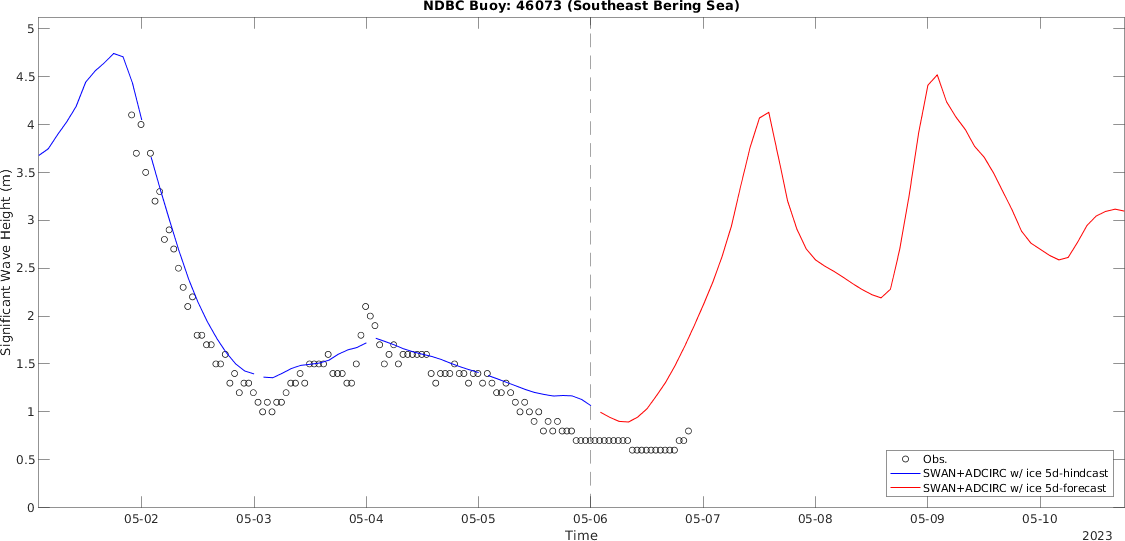 NDBC Buoy: 46073 (Southeast Bering Sea)
5
4.5
4
3.5
3
2.5
2
1.5
1
0.5
0
Significant Wave Height (m)
05-02 05-03 05-04 05-05 05-06 05-07 05-08 05-09 05-10
Time
2023
Obs.
SWAN+ADCIRC w/ ice 5d-hindcast
SWAN+ADCIRC w/ ice 5d-forecast